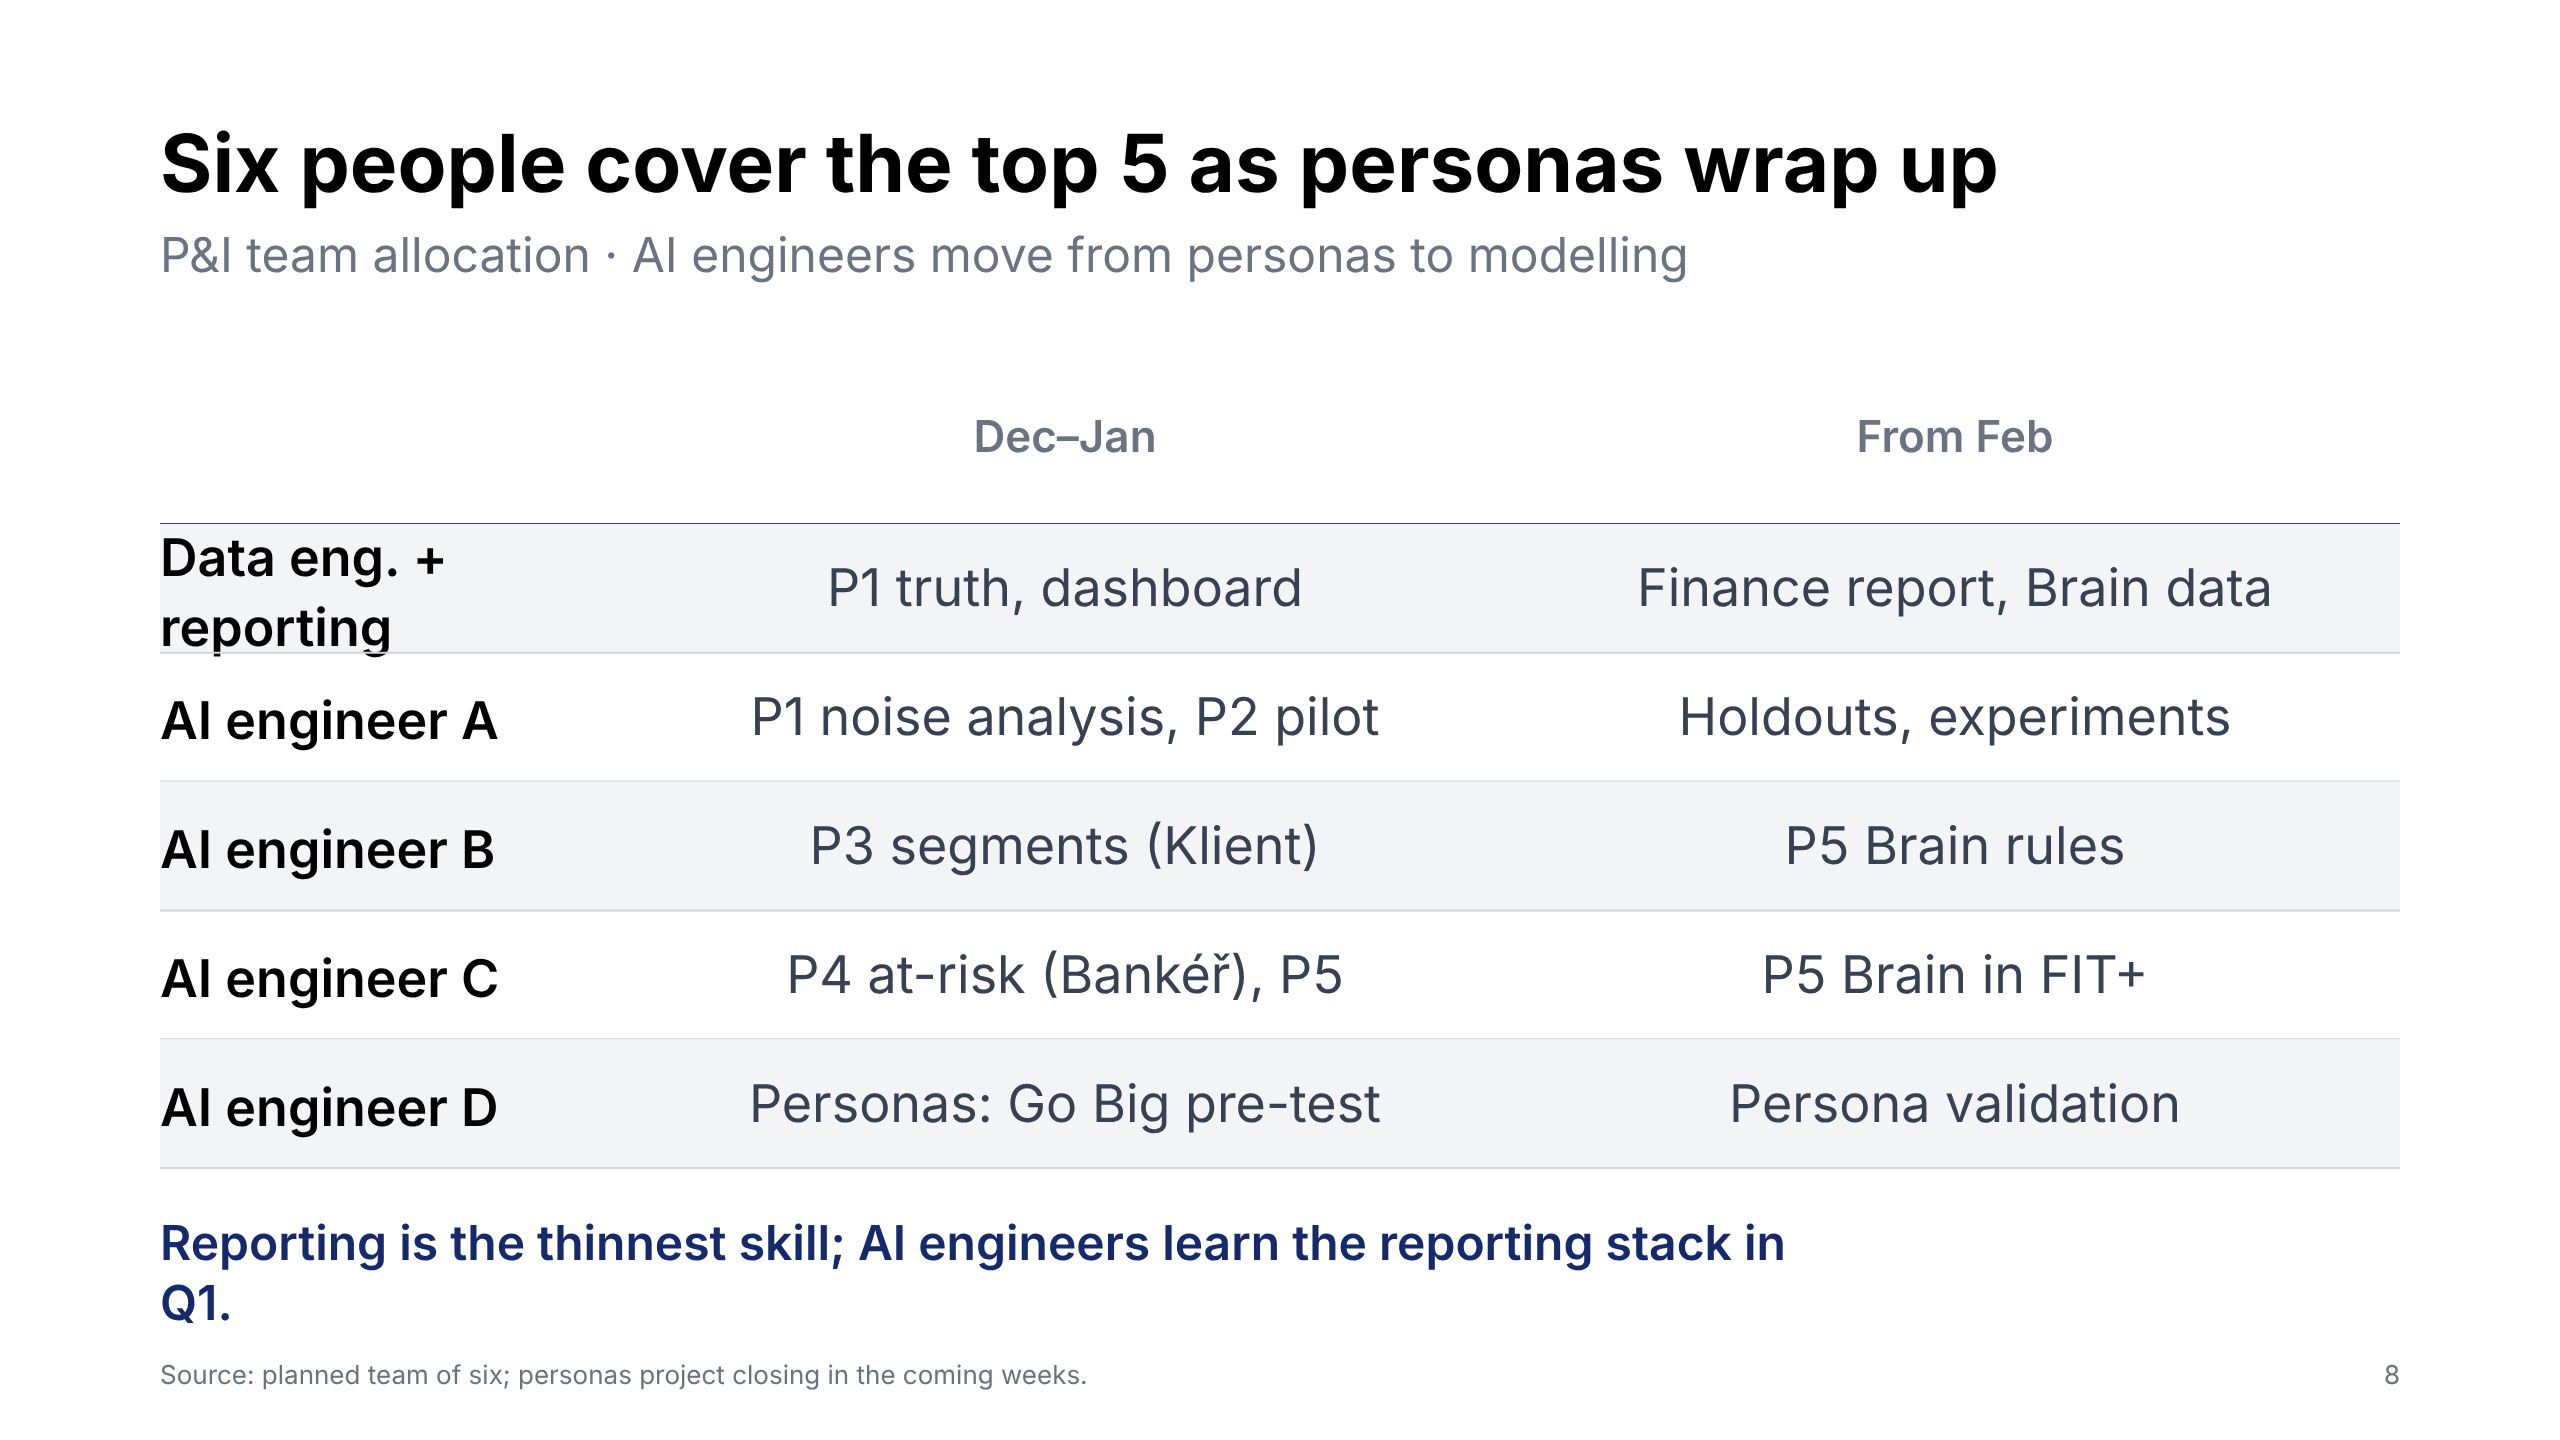 Six people cover the top 5 as personas wrap up
P&I team allocation · AI engineers move from personas to modelling
Dec–Jan From Feb
Data eng. +
reporting
P1 truth, dashboard Finance report, Brain data
AI engineer A P1 noise analysis, P2 pilot Holdouts, experiments
AI engineer B P3 segments (Klient) P5 Brain rules
AI engineer C P4 at-risk (Bankéř), P5 P5 Brain in FIT+
AI engineer D Personas: Go Big pre-test Persona validation
Reporting is the thinnest skill; AI engineers learn the reporting stack in
Q1.
Source: planned team of six; personas project closing in the coming weeks. 8